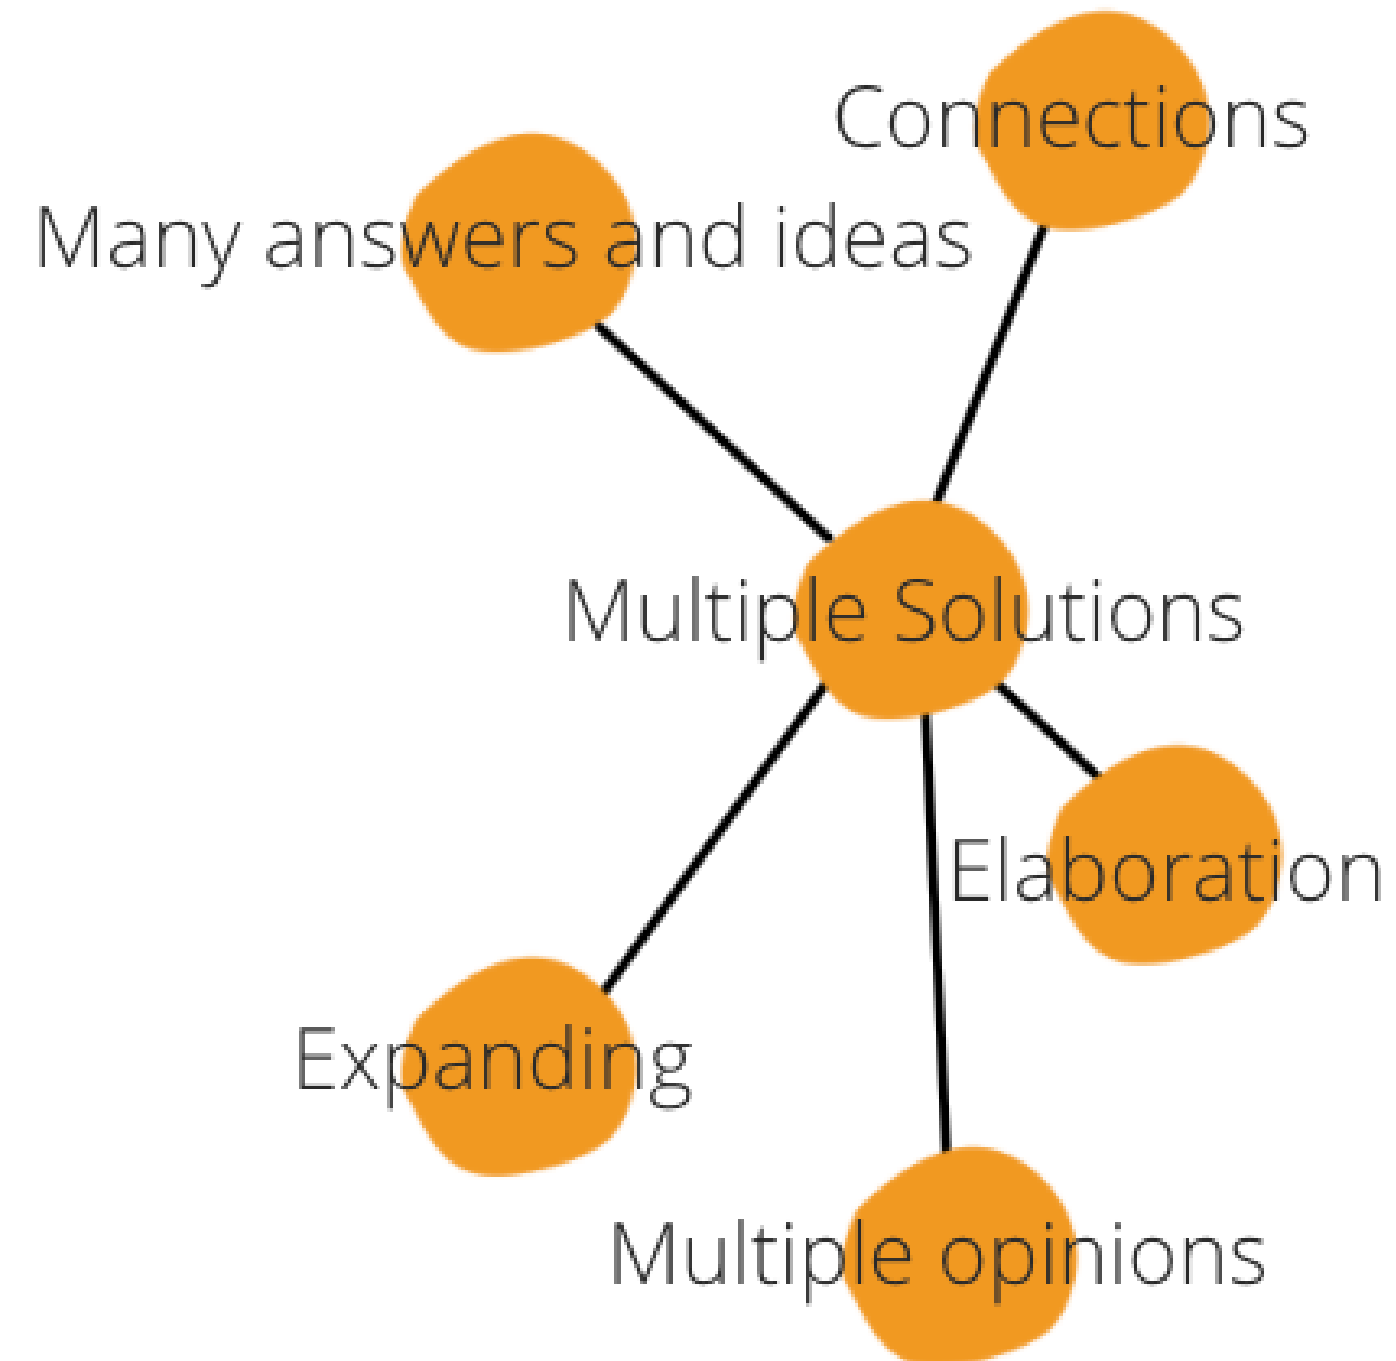 Connections
Many answers and ideas
Multiple Solutions
Elaboration
Expanding
Multiple opinions